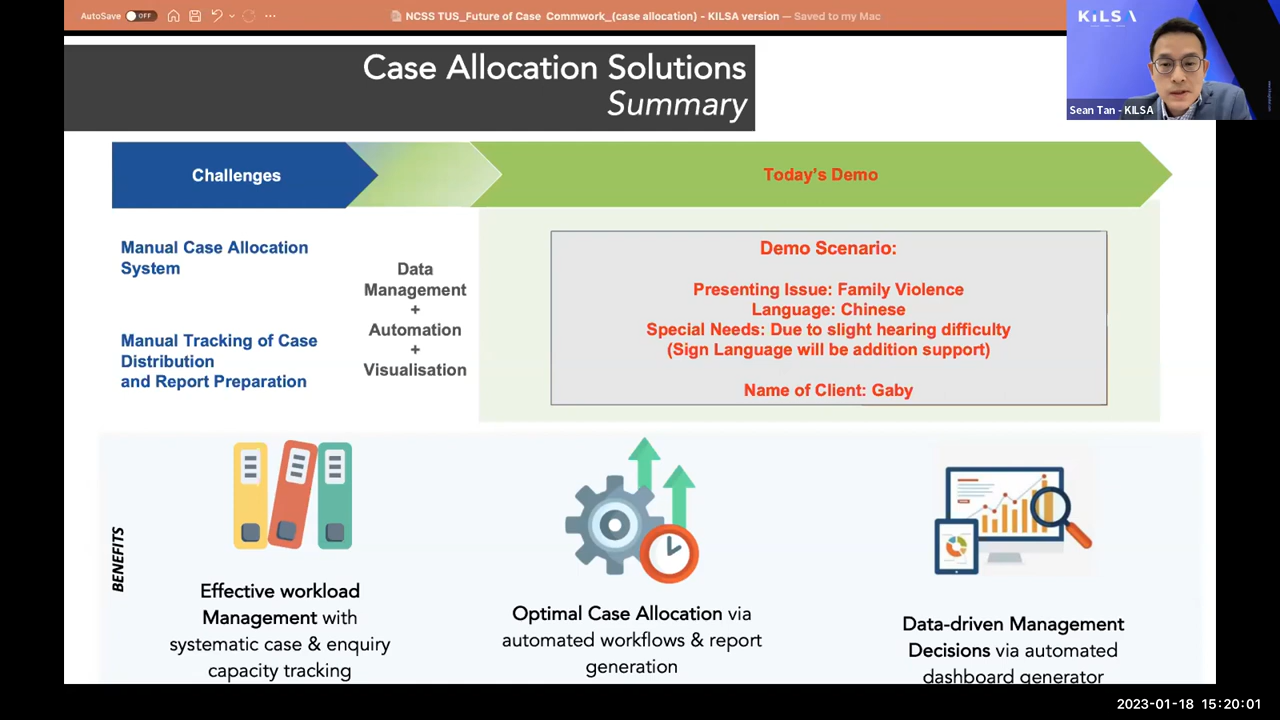 AutoSave OFF
NCSS TUS_Future of Case Commwork_(case allocation) - KILSA version — Saved to my Mac
KILSA
Sean Tan - KILSA
Case Allocation Solutions
Summary
Challenges
Today's Demo
Manual Case Allocation
System
Manual Tracking of Case
Distribution
and Report Preparation
Data
Management
+
Automation
+
Visualisation
Demo Scenario:
Presenting Issue: Family Violence
Language: Chinese
Special Needs: Due to slight hearing difficulty
(Sign Language will be addition support)
Name of Client: Gaby
BENEFITS
Effective workload
Management with
systematic case & enquiry
capacity tracking
Optimal Case Allocation via
automated workflows & report
generation
Data-driven Management
Decisions via automated
dashboard generator
2023-01-18 15:20:01